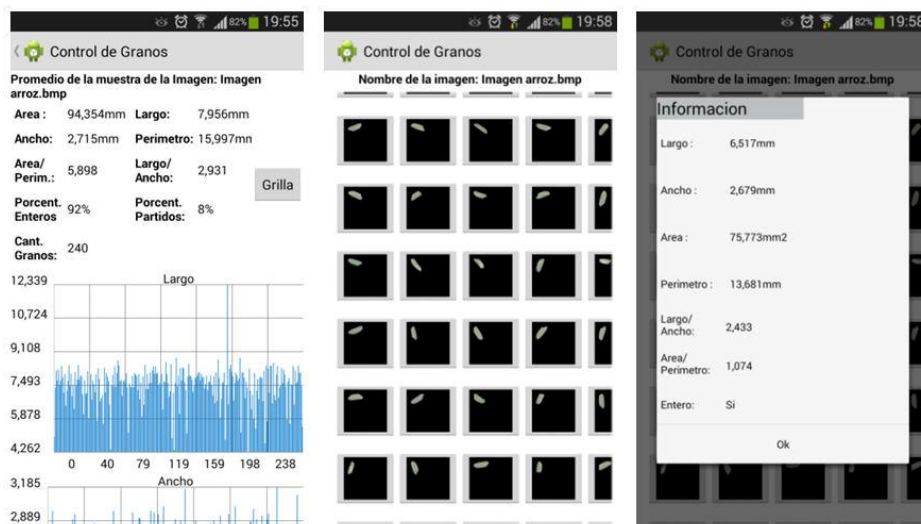 82% 19:55
Control de Granos
Promedio de la muestra de la Imagen: Imagen
arroz.bmp
Area : 94,354mm Largo: 7,956mm
Ancho: 2,715mm Perimetro: 15,997mn
Area/
Perim.: 5,898
Largo/
Ancho: 2,931
Grilla
Porcent.
Enteros 92%
Porcent.
Partidos: 8%
Cant.
Granos: 240
Largo
12,339
10,724
9,108
7,493
5,878
4,262
0 40 79 119 159 198 238
Ancho
3,185
2,889
82% 19:58
Control de Granos
Nombre de la imagen: Imagen arroz.bmp
82% 19:58
Control de Granos
Nombre de la imagen: Imagen arroz.bmp
Informacion
Largo : 6,517mm
Ancho : 2,679mm
Area : 75,773mm2
Perimetro : 13,681mm
Largo/
Ancho: 2,433
Area/
Perimetro: 1,074
Entero: Si
Ok